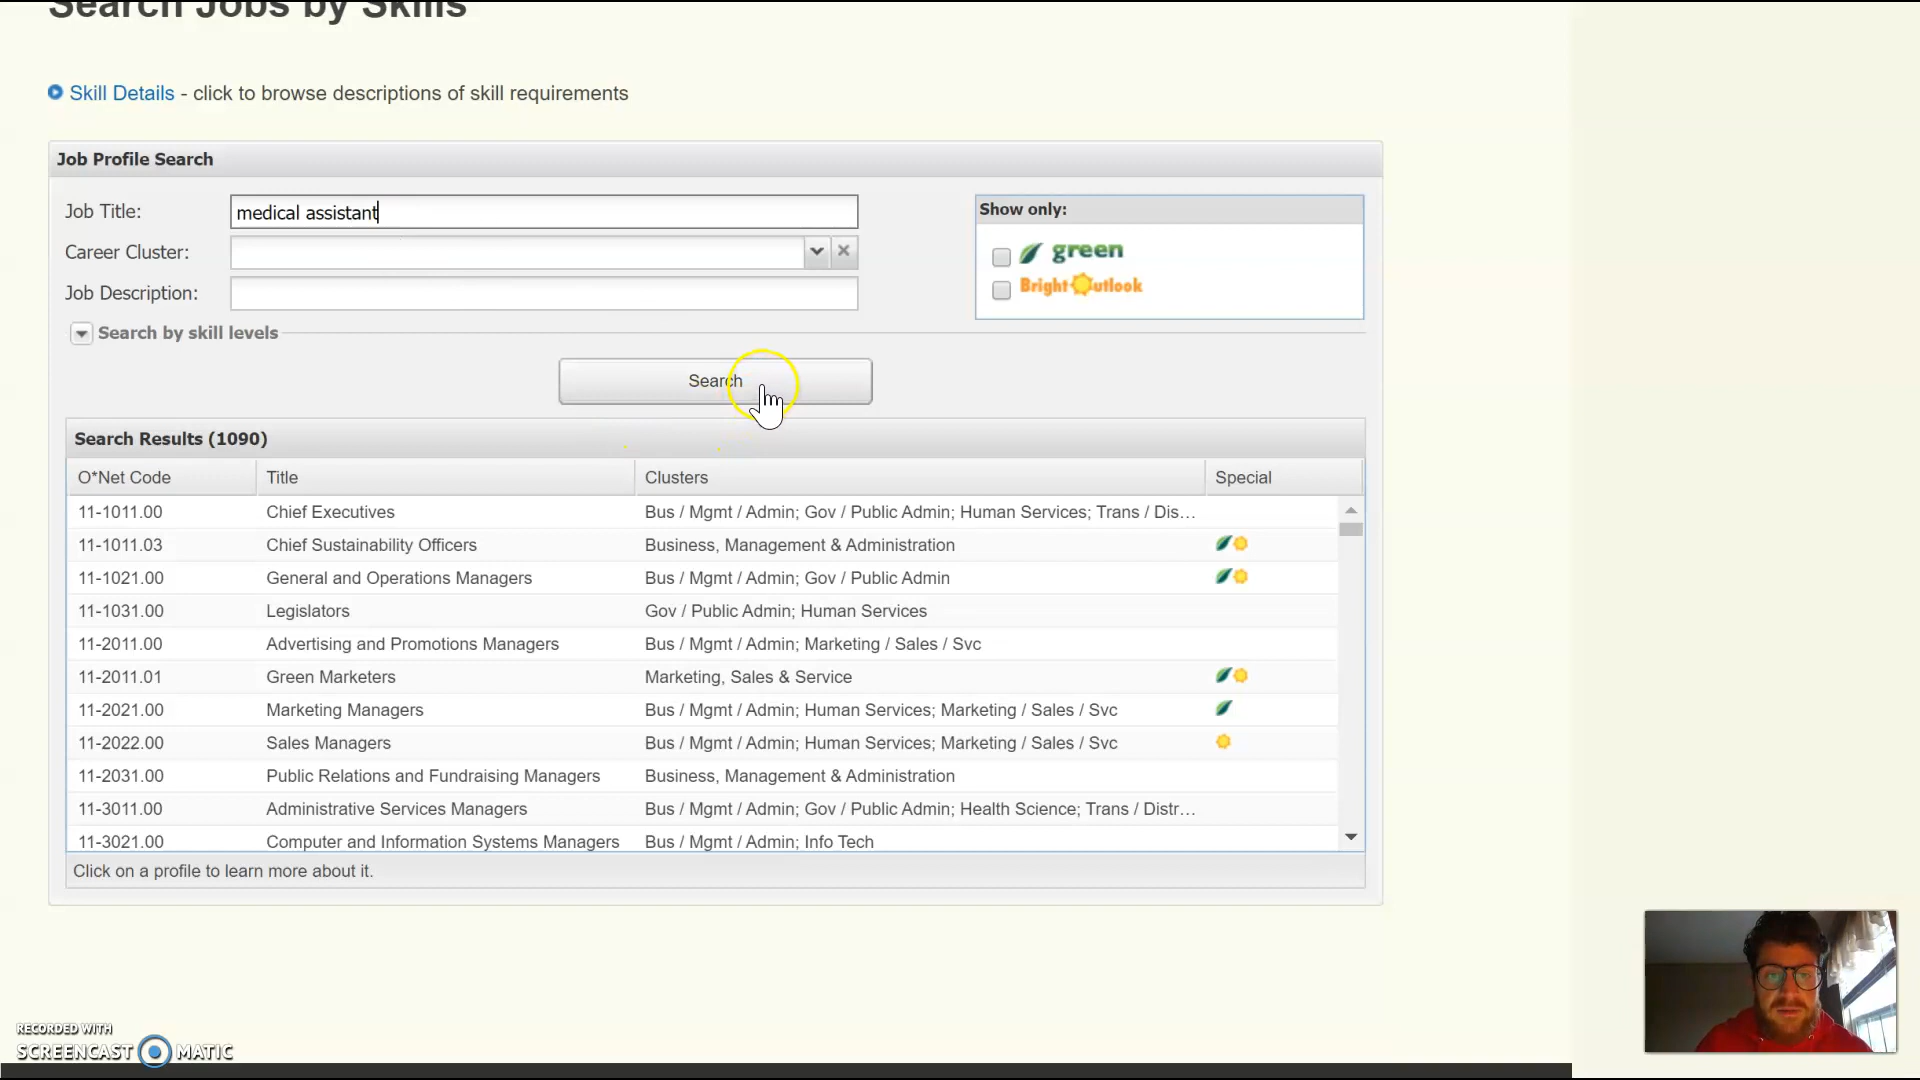 Search Jobs by Skills
Skill Details - click to browse descriptions of skill requirements
Job Profile Search
Job Title: medical assistant
Career Cluster:
Job Description:
Show only:
green
Bright Outlook
Search by skill levels
Search
Search Results (1090)
O*Net Code Title Clusters Special
11-1011.00 Chief Executives Bus / Mgmt / Admin; Gov / Public Admin; Human Services; Trans / Dis...
11-1011.03 Chief Sustainability Officers Business, Management & Administration
11-1021.00 General and Operations Managers Bus / Mgmt / Admin; Gov / Public Admin
11-1031.00 Legislators Gov / Public Admin; Human Services
11-2011.00 Advertising and Promotions Managers Bus / Mgmt / Admin; Marketing / Sales / Svc
11-2011.01 Green Marketers Marketing, Sales & Service
11-2021.00 Marketing Managers Bus / Mgmt / Admin; Human Services; Marketing / Sales / Svc
11-2022.00 Sales Managers Bus / Mgmt / Admin; Human Services; Marketing / Sales / Svc
11-2031.00 Public Relations and Fundraising Managers Business, Management & Administration
11-3011.00 Administrative Services Managers Bus / Mgmt / Admin; Gov / Public Admin; Health Science; Trans / Distr...
11-3021.00 Computer and Information Systems Managers Bus / Mgmt / Admin; Info Tech
Click on a profile to learn more about it.
RECORDED WITH
SCREENCAST MATIC